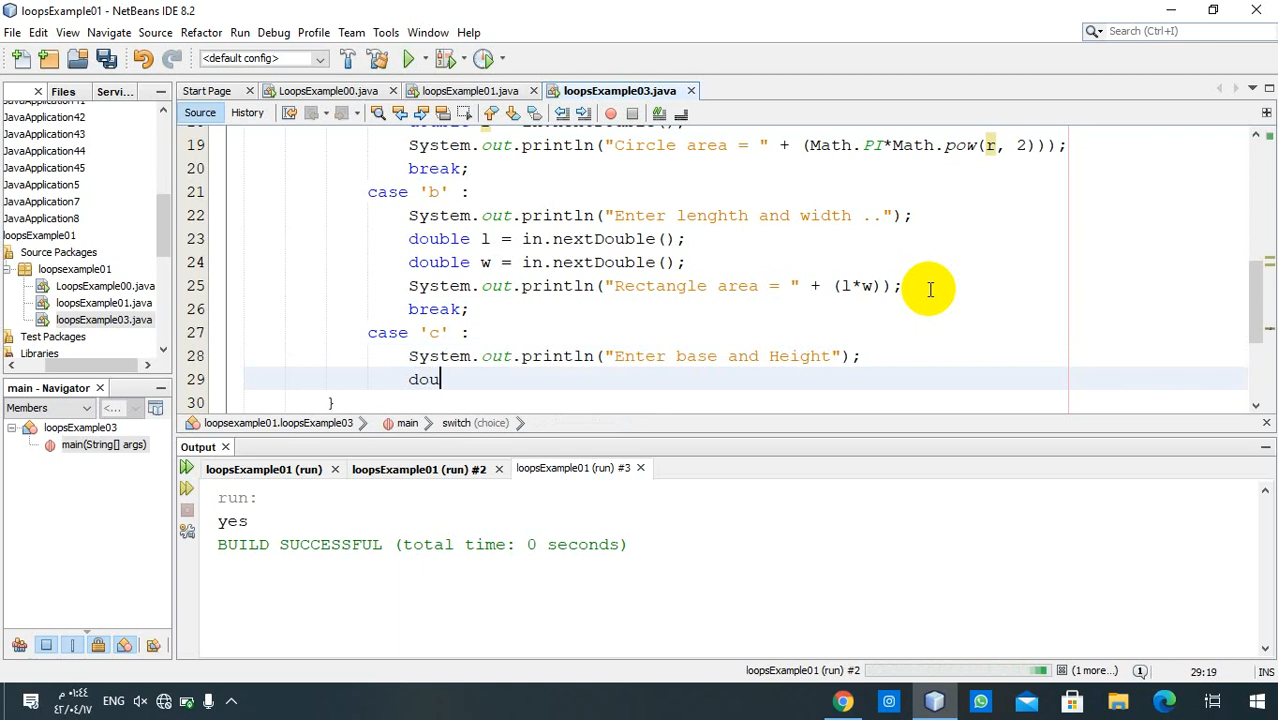 loopsExample01 - NetBeans IDE 8.2
File Edit View Navigate Source Refactor Run Debug Profile Team Tools Window Help
Search (Ctrl+I)
<default config>
Files Servi...
Start Page LoopsExample00.java loopsExample01.java loopsExample03.java
Source History
JavaApplication41
JavaApplication42
JavaApplication43
JavaApplication44
JavaApplication45
JavaApplication5
JavaApplication7
JavaApplication8
loopsExample01
Source Packages
loopsexample01
LoopsExample00.java
loopsExample01.java
loopsExample03.java
Test Packages
Libraries
19 System.out.println("Circle area = " + (Math.PI*Math.pow(r, 2)));
20 break;
21 case 'b' :
22 System.out.println("Enter lenghth and width ..");
23 double l = in.nextDouble();
24 double w = in.nextDouble();
25 System.out.println("Rectangle area = " + (l*w));
26 break;
27 case 'c' :
28 System.out.println("Enter base and Height");
29 dou
30 }
loopsexample01.loopsExample03 main switch (choice)
main - Navigator
Members <...
loopsExample03
main(String[] args)
Output
loopsExample01 (run) loopsExample01 (run) #2 loopsExample01 (run) #3
run:
yes
BUILD SUCCESSFUL (total time: 0 seconds)
loopsExample01 (run) #2 (1 more...) 1 29:19 INS
ENG